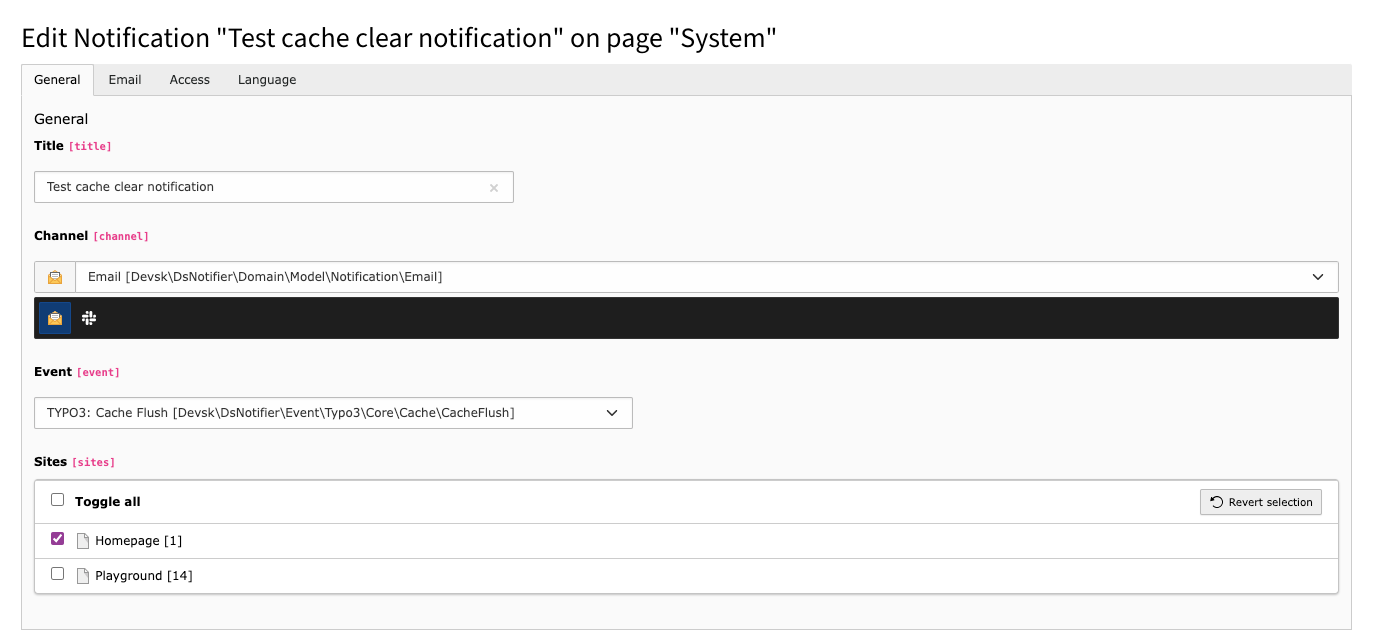 Edit Notification "Test cache clear notification" on page "System"
General Email Access Language
General
Title [title]
Test cache clear notification
Channel [channel]
Email [Devsk\DsNotifier\Domain\Model\Notification\Email]
Event [event]
TYPO3: Cache Flush [Devsk\DsNotifier\Event\Typo3\Core\Cache\CacheFlush]
Sites [sites]
Toggle all Revert selection
Homepage [1]
Playground [14]